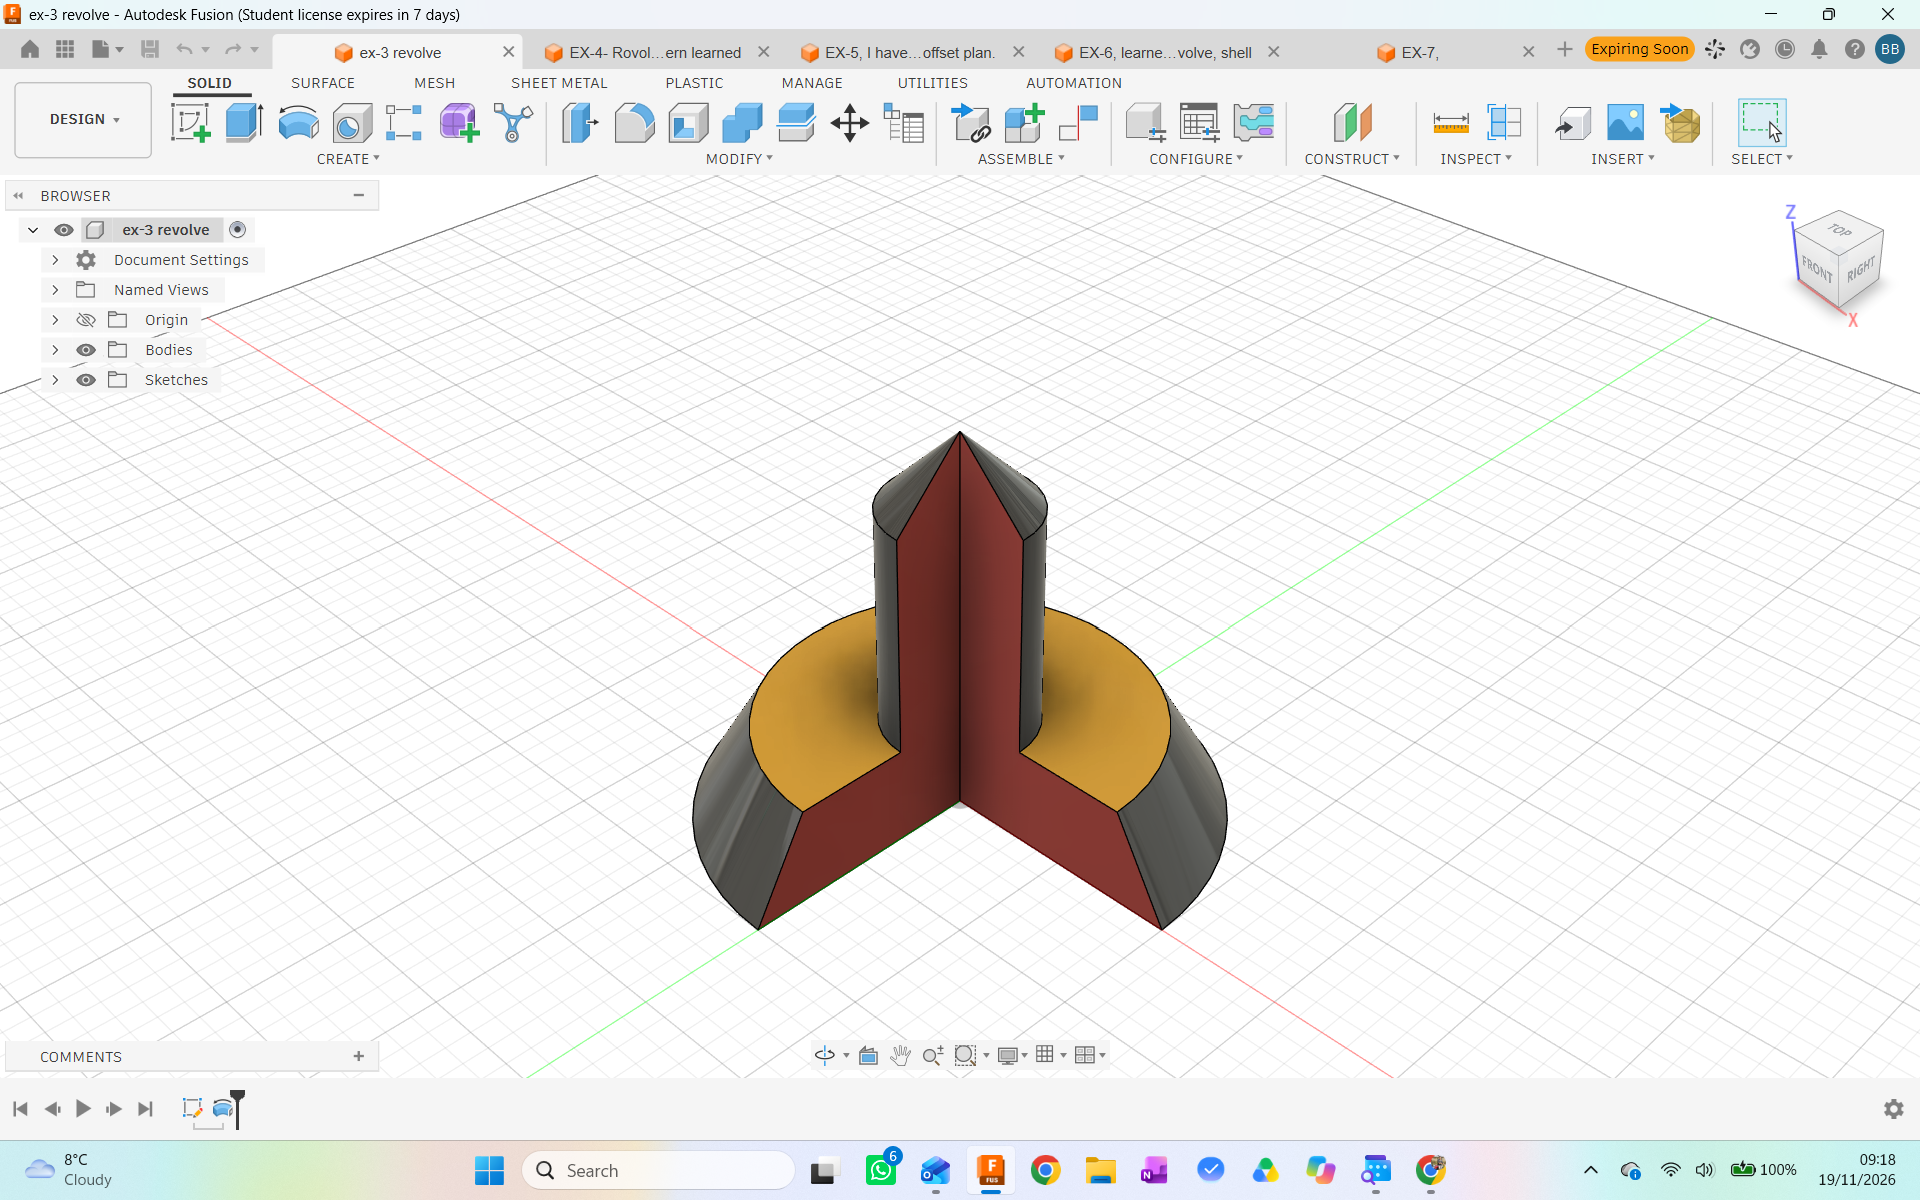 ex-3 revolve - Autodesk Fusion (Student license expires in 7 days)
ex-3 revolve
EX-4- Rovol...ern learned
EX-5, I have...offset plan.
EX-6, learne...volve, shell
EX-7,
Expiring Soon
BB
SOLID
SURFACE
MESH
SHEET METAL
PLASTIC
MANAGE
UTILITIES
AUTOMATION
DESIGN
CREATE
MODIFY
ASSEMBLE
CONFIGURE
CONSTRUCT
INSPECT
INSERT
SELECT
BROWSER
ex-3 revolve
Document Settings
Named Views
Origin
Bodies
Sketches
Z
TOP
FRONT
RIGHT
X
COMMENTS
8°C
Cloudy
Search
6
F
FUS
100%
09:18
19/11/2026